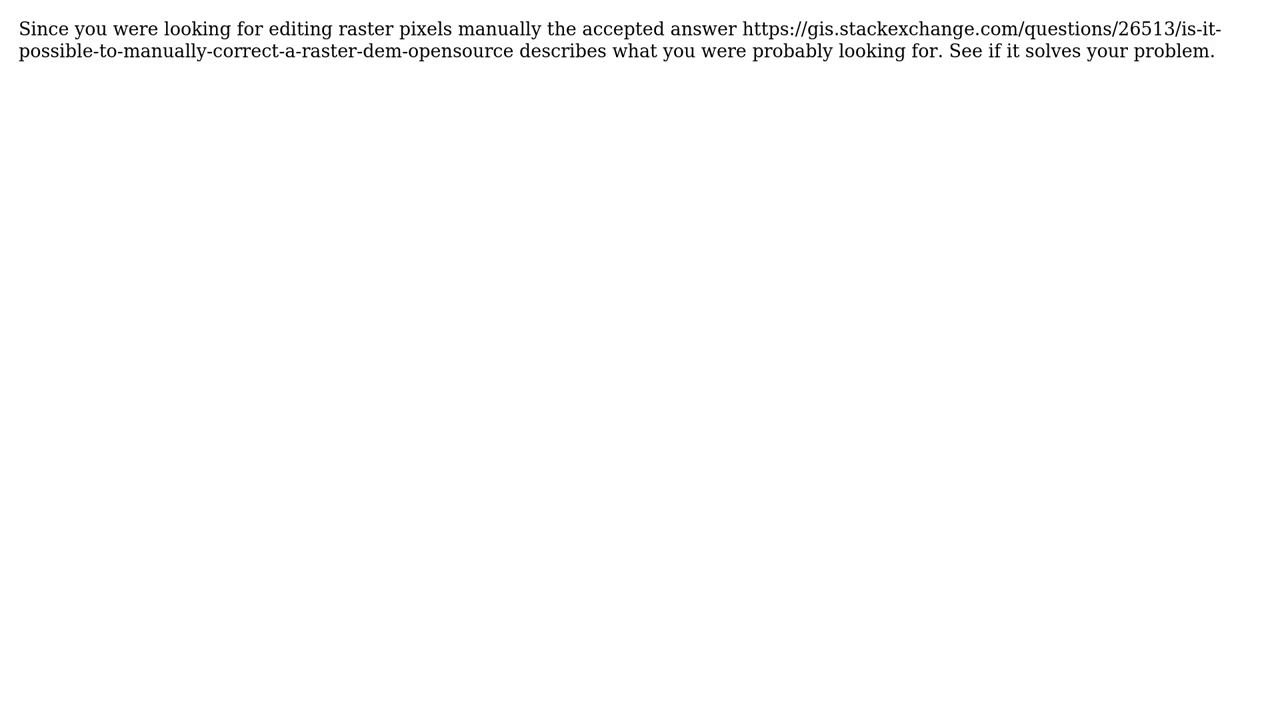 Since you were looking for editing raster pixels manually the accepted answer https://gis.stackexchange.com/questions/26513/is-it-
possible-to-manually-correct-a-raster-dem-opensource describes what you were probably looking for. See if it solves your problem.